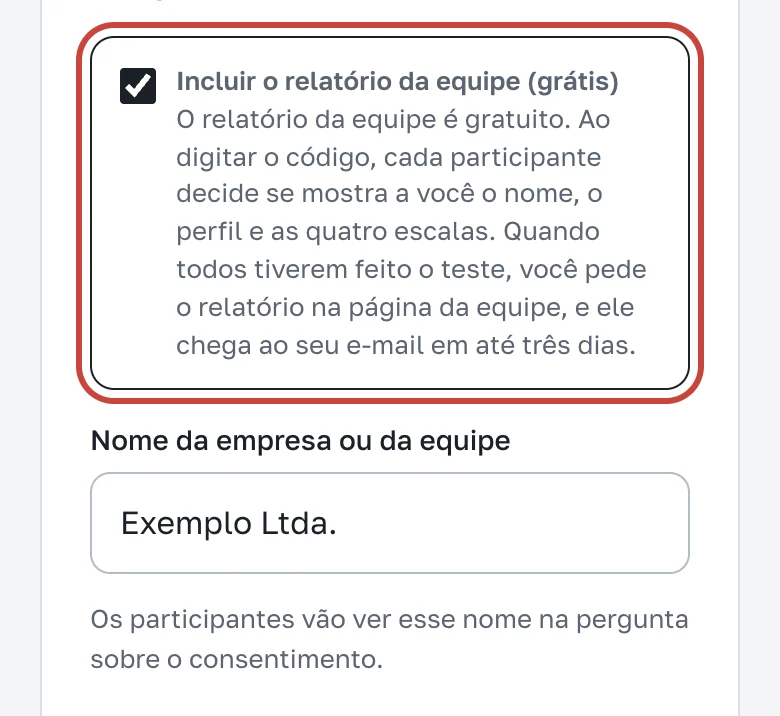 Incluir o relatório da equipe (grátis)
O relatório da equipe é gratuito. Ao
digitar o código, cada participante
decide se mostra a você o nome, o
perfil e as quatro escalas. Quando
todos tiverem feito o teste, você pede
o relatório na página da equipe, e ele
chega ao seu e-mail em até três dias.
Nome da empresa ou da equipe
Exemplo Ltda.
Os participantes vão ver esse nome na pergunta
sobre o consentimento.